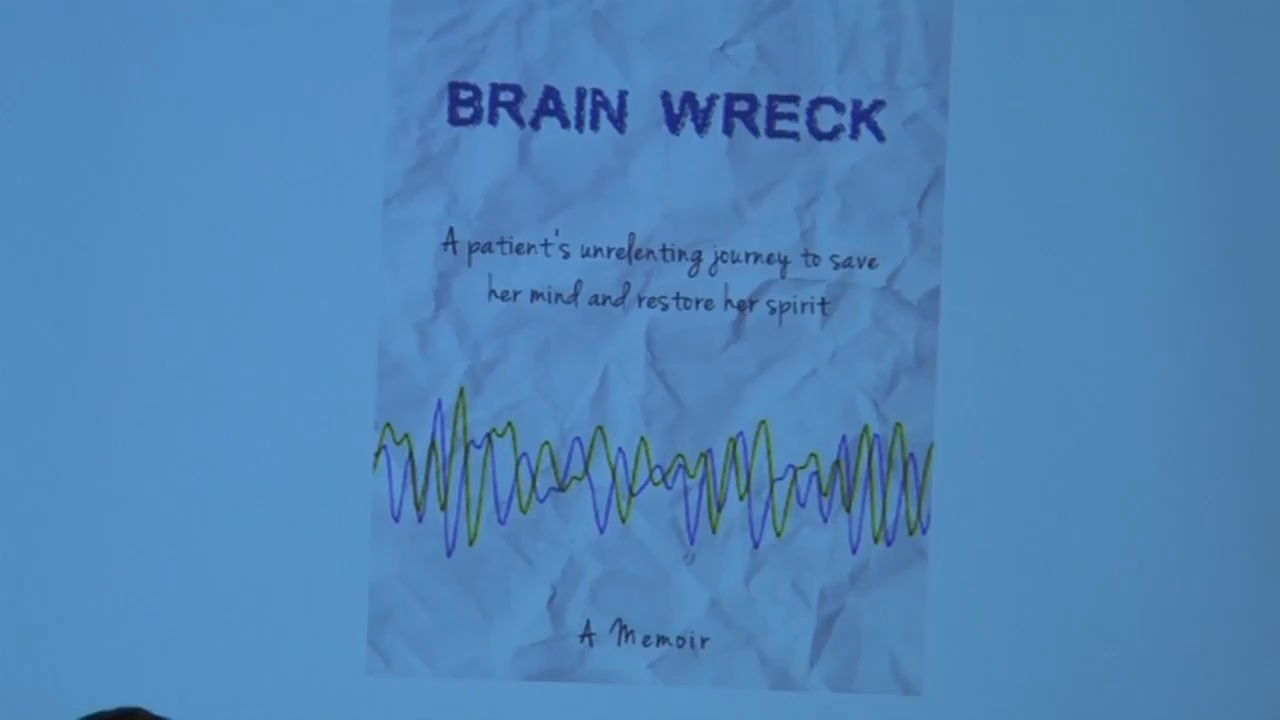 BRAIN WRECK
A patient's unrelenting journey to save
her mind and restore her spirit
A Memoir